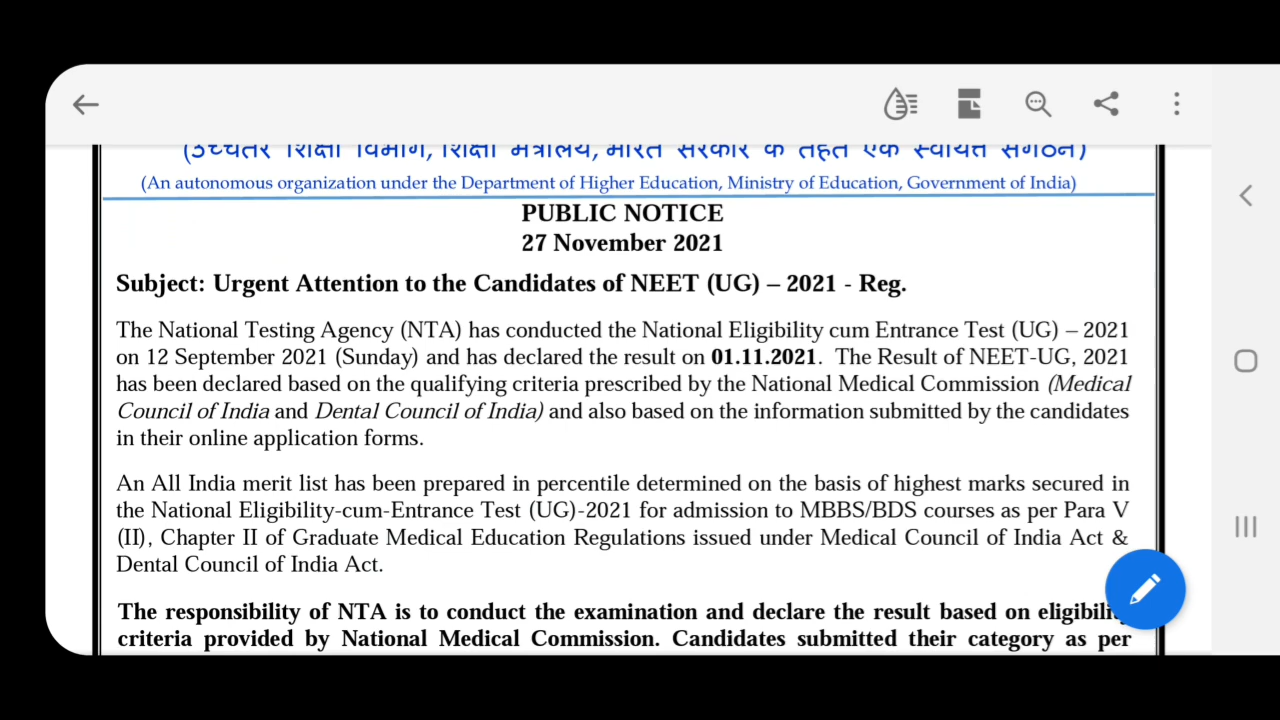 (उच्चतर शिक्षा विभाग, शिक्षा मंत्रालय, भारत सरकार के तहत एक स्वायत्त संगठन)
(An autonomous organization under the Department of Higher Education, Ministry of Education, Government of India)
PUBLIC NOTICE
27 November 2021
Subject: Urgent Attention to the Candidates of NEET (UG) – 2021 - Reg.
The National Testing Agency (NTA) has conducted the National Eligibility cum Entrance Test (UG) – 2021
on 12 September 2021 (Sunday) and has declared the result on 01.11.2021. The Result of NEET-UG, 2021
has been declared based on the qualifying criteria prescribed by the National Medical Commission (Medical
Council of India and Dental Council of India) and also based on the information submitted by the candidates
in their online application forms.
An All India merit list has been prepared in percentile determined on the basis of highest marks secured in
the National Eligibility-cum-Entrance Test (UG)-2021 for admission to MBBS/BDS courses as per Para V
(II), Chapter II of Graduate Medical Education Regulations issued under Medical Council of India Act &
Dental Council of India Act.
The responsibility of NTA is to conduct the examination and declare the result based on
criteria provided by National Medical Commission. Candidates submitted their category as per